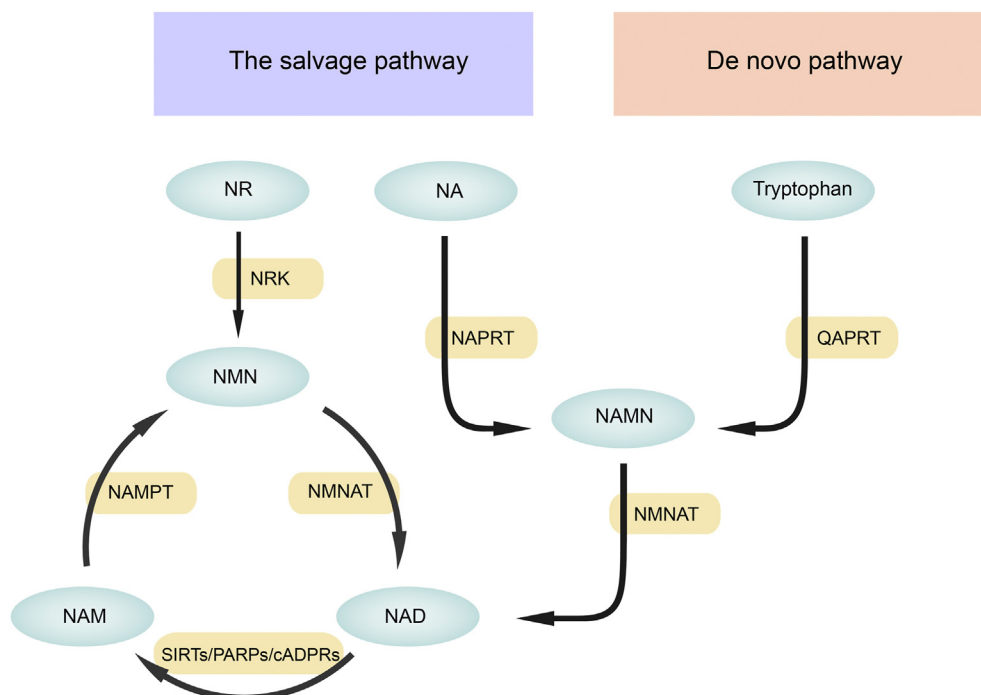 The salvage pathway
De novo pathway
NR
NA
Tryptophan
NRK
NAPRT
QAPRT
NMN
NAMN
NAMPT
NMNAT
NMNAT
NAM
NAD
SIRTs/PARPs/cADPRs